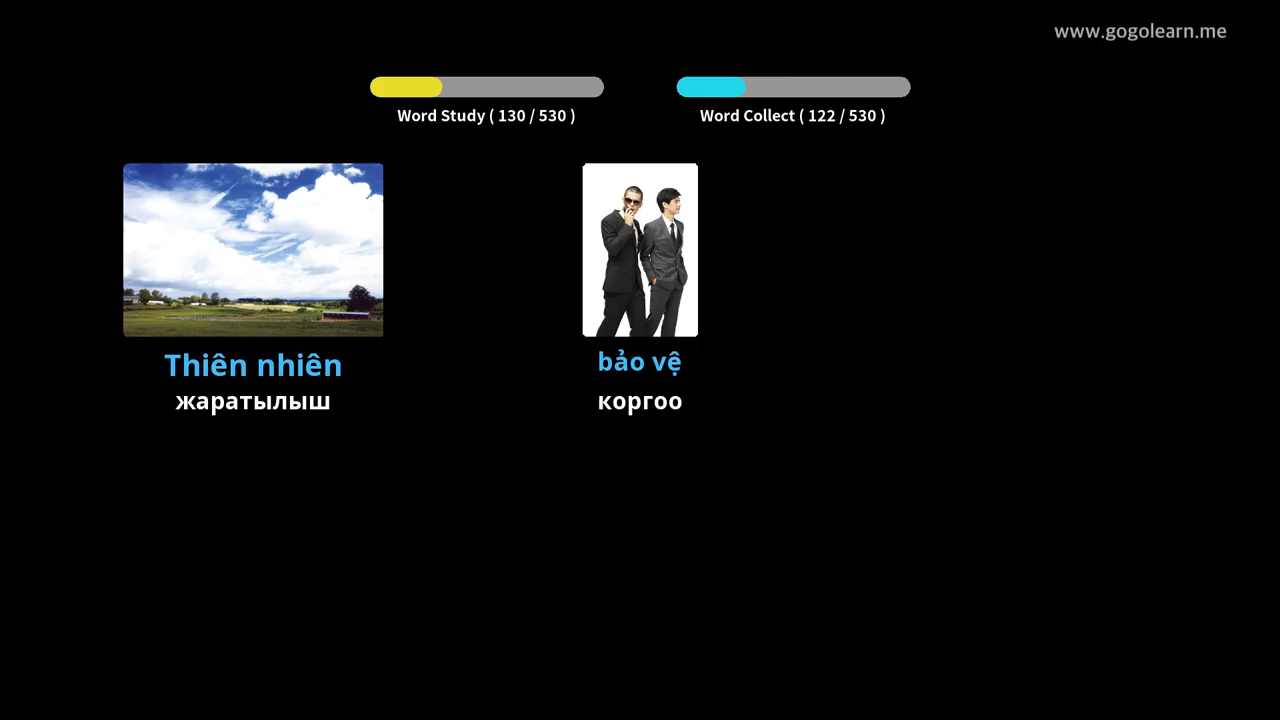 www.gogolearn.me
Word Study ( 130 / 530 )
Word Collect ( 122 / 530 )
Thiên nhiên
жаратылыш
bảo vệ
коргоо